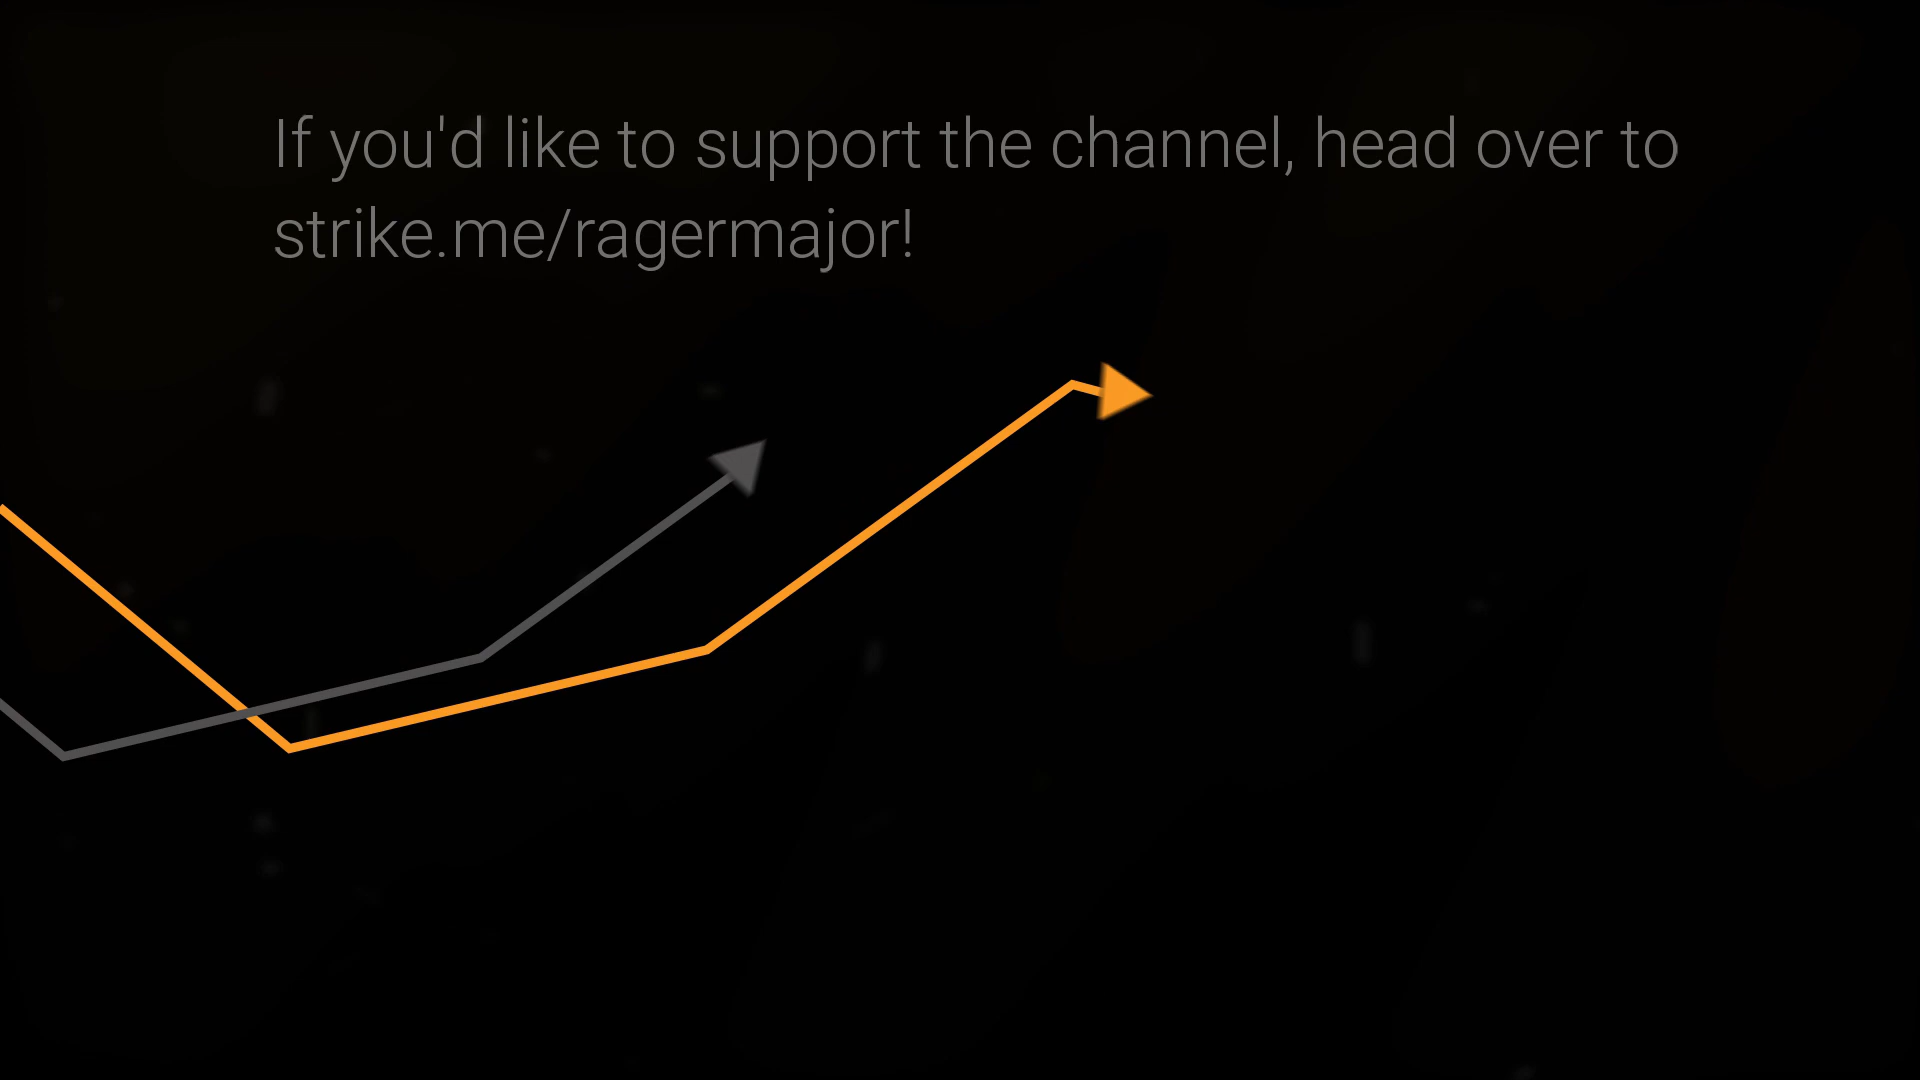 If you'd like to support the channel, head over to
strike.me/ragermajor!